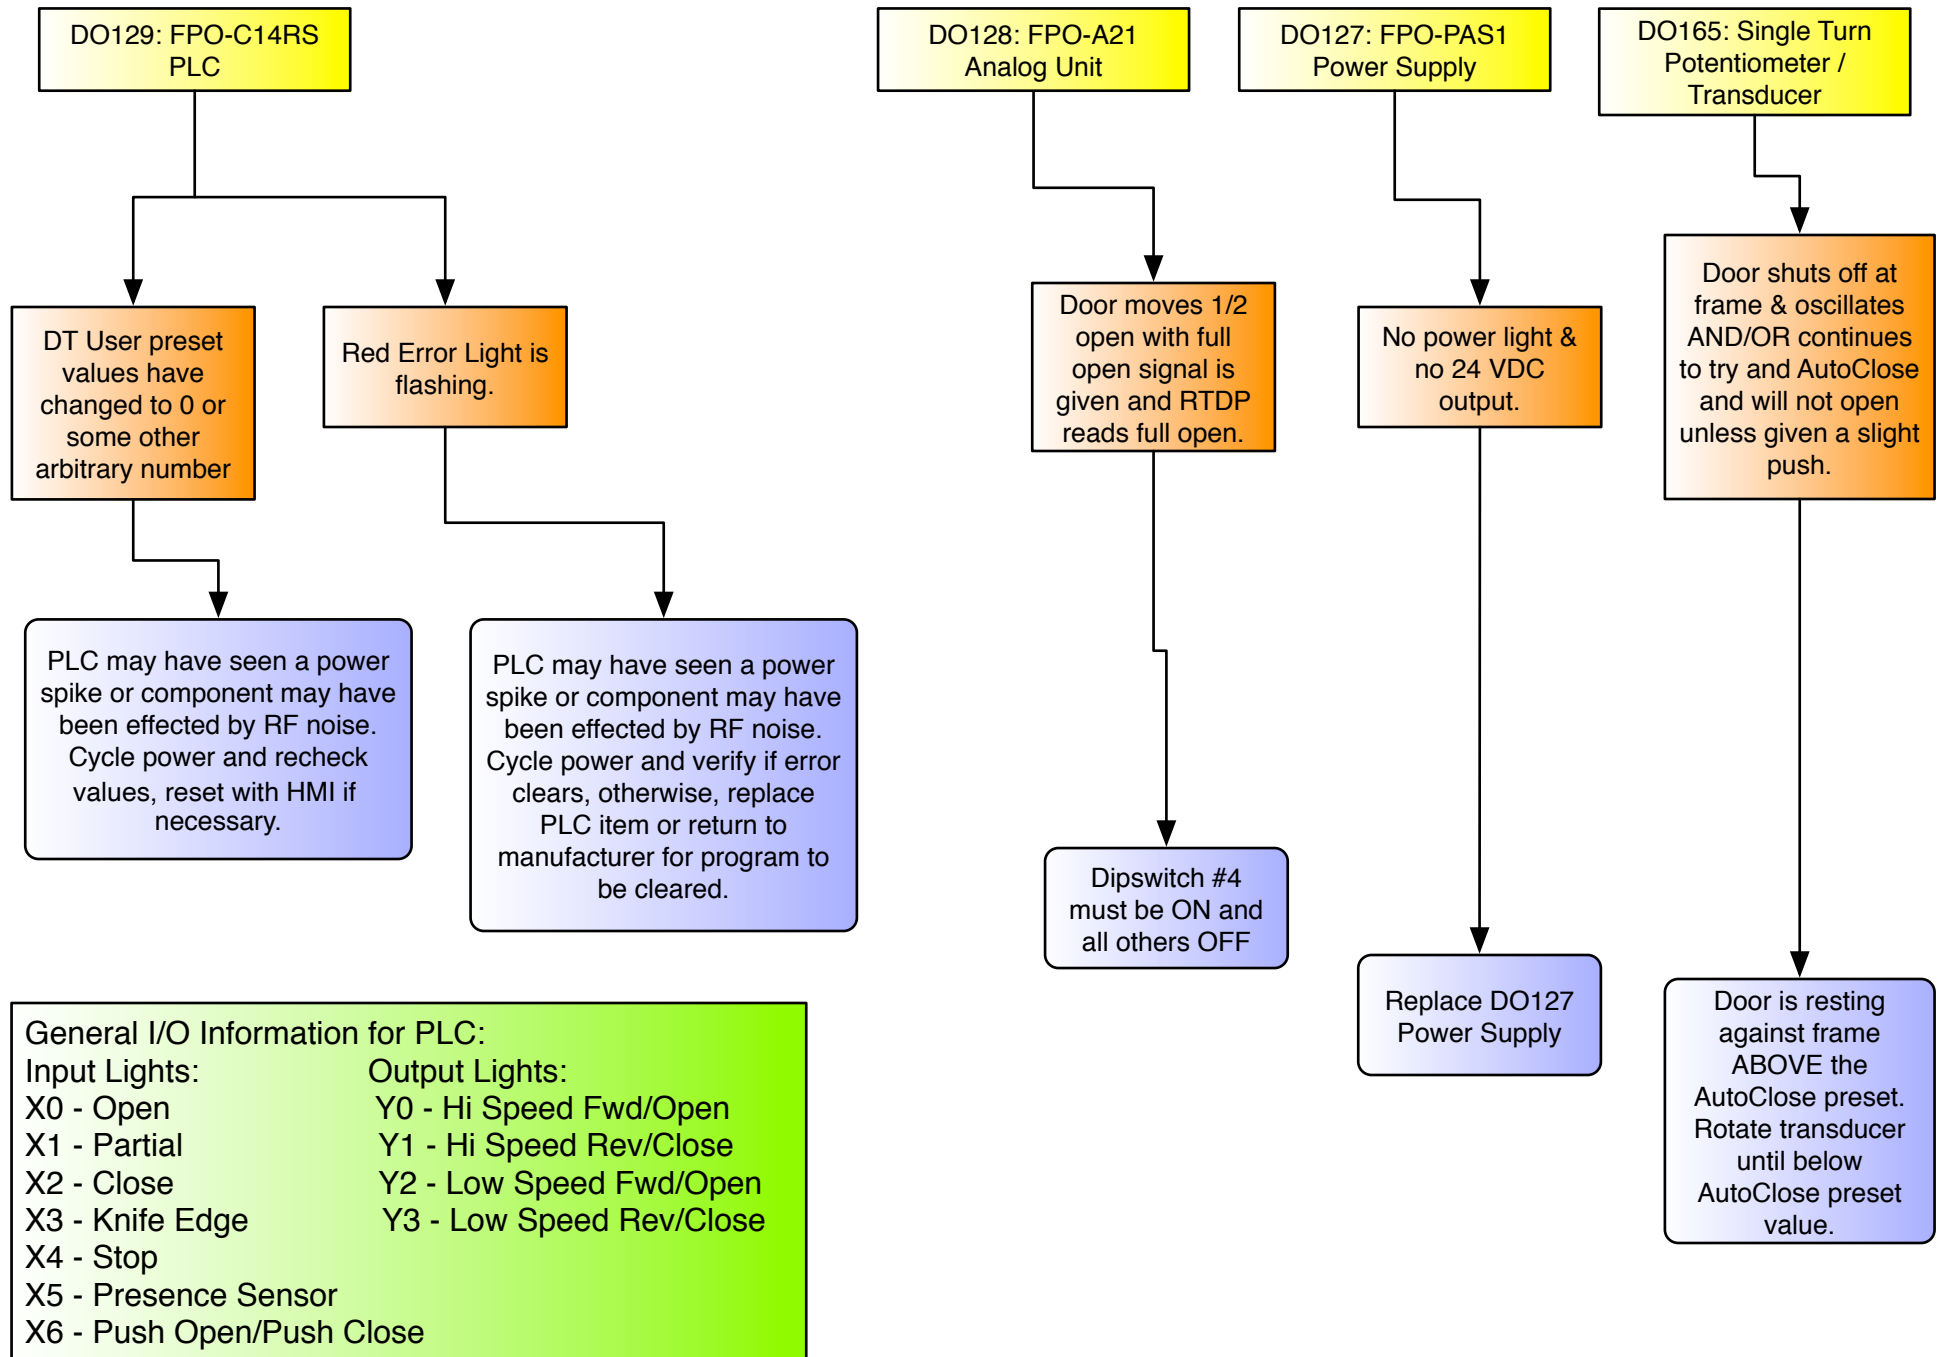 DO129: FPO-C14RS
PLC
DO128: FPO-A21
Analog Unit
DO127: FPO-PAS1
Power Supply
DO165: Single Turn
Potentiometer /
Transducer
DT User preset
values have
changed to 0 or
some other
arbitrary number
Red Error Light is
flashing.
Door moves 1/2
open with full
open signal is
given and RTDP
reads full open.
No power light &
no 24 VDC
output.
Door shuts off at
frame & oscillates
AND/OR continues
to try and AutoClose
and will not open
unless given a slight
push.
PLC may have seen a power
spike or component may have
been effected by RF noise.
Cycle power and recheck
values, reset with HMI if
necessary.
PLC may have seen a power
spike or component may have
been effected by RF noise.
Cycle power and verify if error
clears, otherwise, replace
PLC item or return to
manufacturer for program to
be cleared.
Dipswitch #4
must be ON and
all others OFF
Replace DO127
Power Supply
Door is resting
against frame
ABOVE the
AutoClose preset.
Rotate transducer
until below
AutoClose preset
value.
General I/O Information for PLC:
Input Lights: Output Lights:
X0 - Open Y0 - Hi Speed Fwd/Open
X1 - Partial Y1 - Hi Speed Rev/Close
X2 - Close Y2 - Low Speed Fwd/Open
X3 - Knife Edge Y3 - Low Speed Rev/Close
X4 - Stop
X5 - Presence Sensor
X6 - Push Open/Push Close